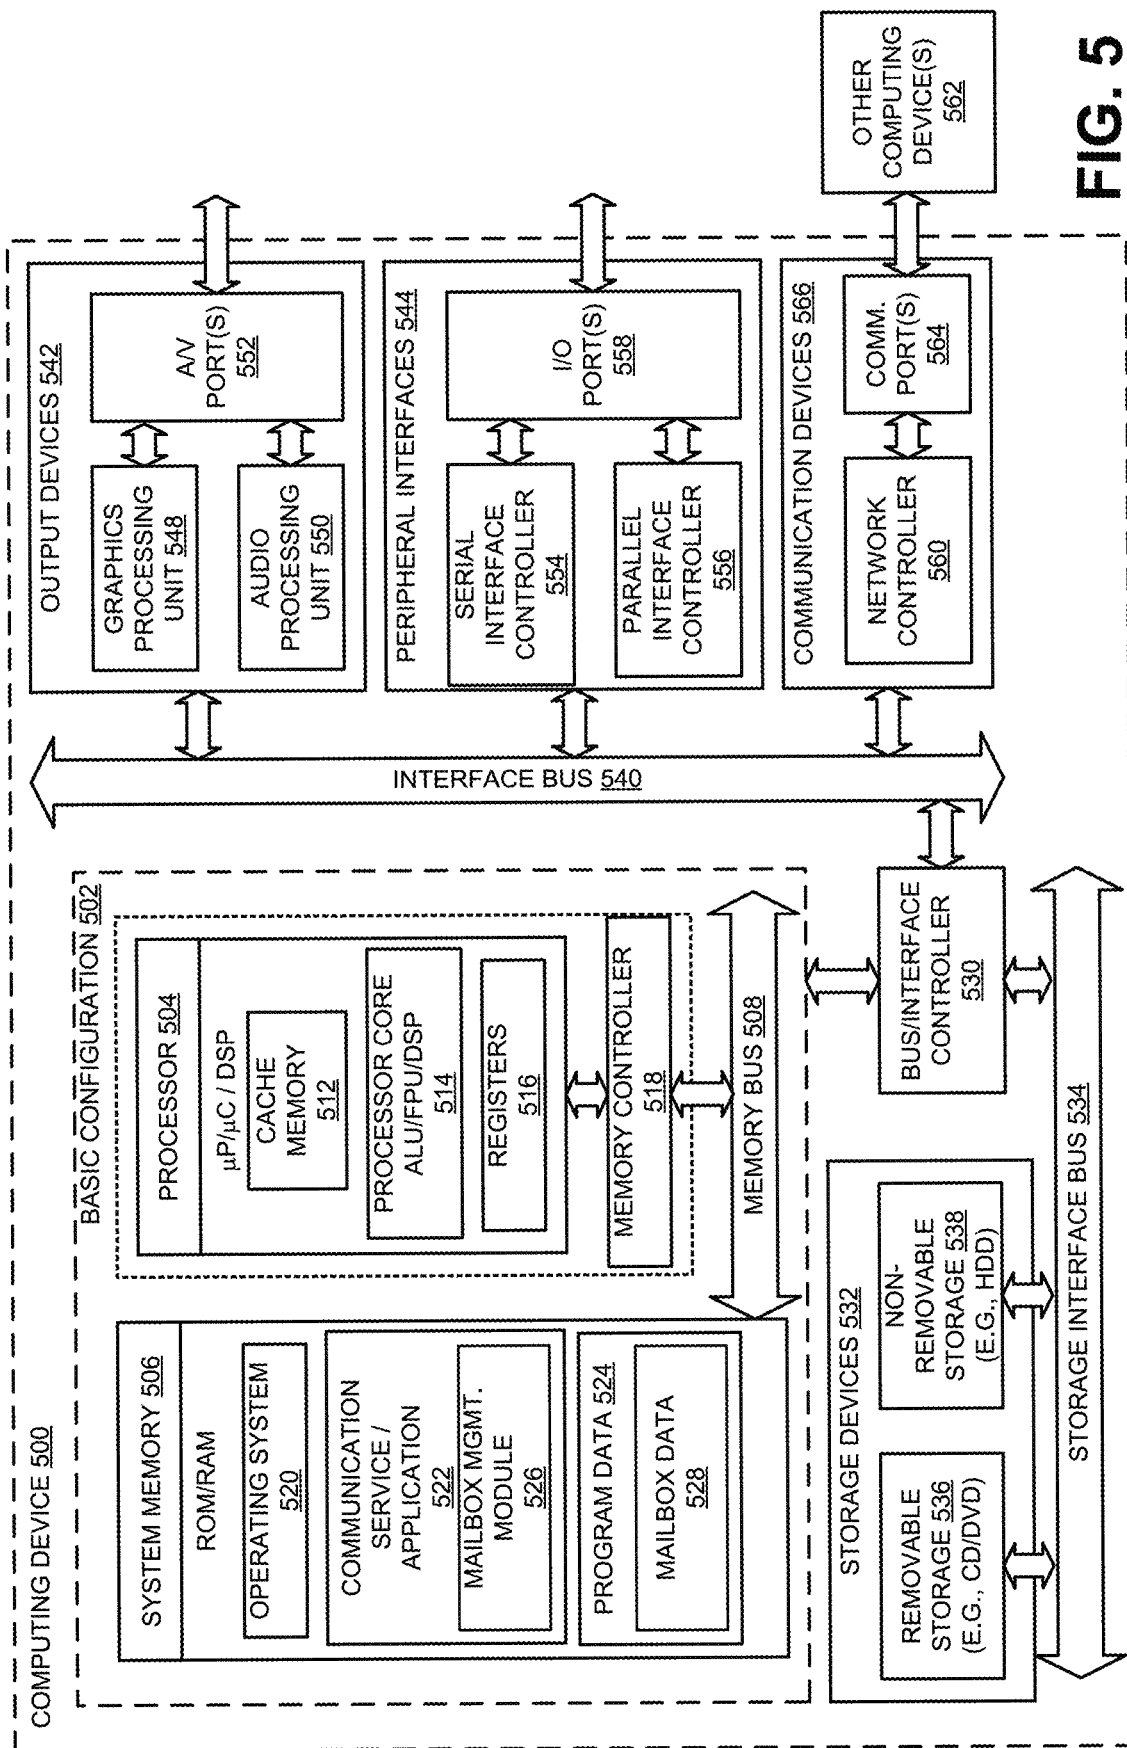 COMPUTING DEVICE 500
BASIC CONFIGURATION 502
SYSTEM MEMORY 506
ROM/RAM
OPERATING SYSTEM
520
COMMUNICATION
SERVICE /
APPLICATION
522
MAILBOX MGMT.
MODULE
526
PROGRAM DATA 524
MAILBOX DATA
528
PROCESSOR 504
µP/µC / DSP
CACHE
MEMORY
512
PROCESSOR CORE
ALU/FPU/DSP
514
REGISTERS
516
MEMORY CONTROLLER
518
MEMORY BUS 508
STORAGE DEVICES 532
REMOVABLE
STORAGE 536
(E.G., CD/DVD)
NON-
REMOVABLE
STORAGE 538
(E.G., HDD)
BUS/INTERFACE
CONTROLLER
530
STORAGE INTERFACE BUS 534
INTERFACE BUS 540
OUTPUT DEVICES 542
GRAPHICS
PROCESSING
UNIT 548
AUDIO
PROCESSING
UNIT 550
A/V
PORT(S)
552
PERIPHERAL INTERFACES 544
SERIAL
INTERFACE
CONTROLLER
554
PARALLEL
INTERFACE
CONTROLLER
556
I/O
PORT(S)
558
COMMUNICATION DEVICES 566
NETWORK
CONTROLLER
560
COMM.
PORT(S)
564
OTHER
COMPUTING
DEVICE(S)
562
FIG. 5